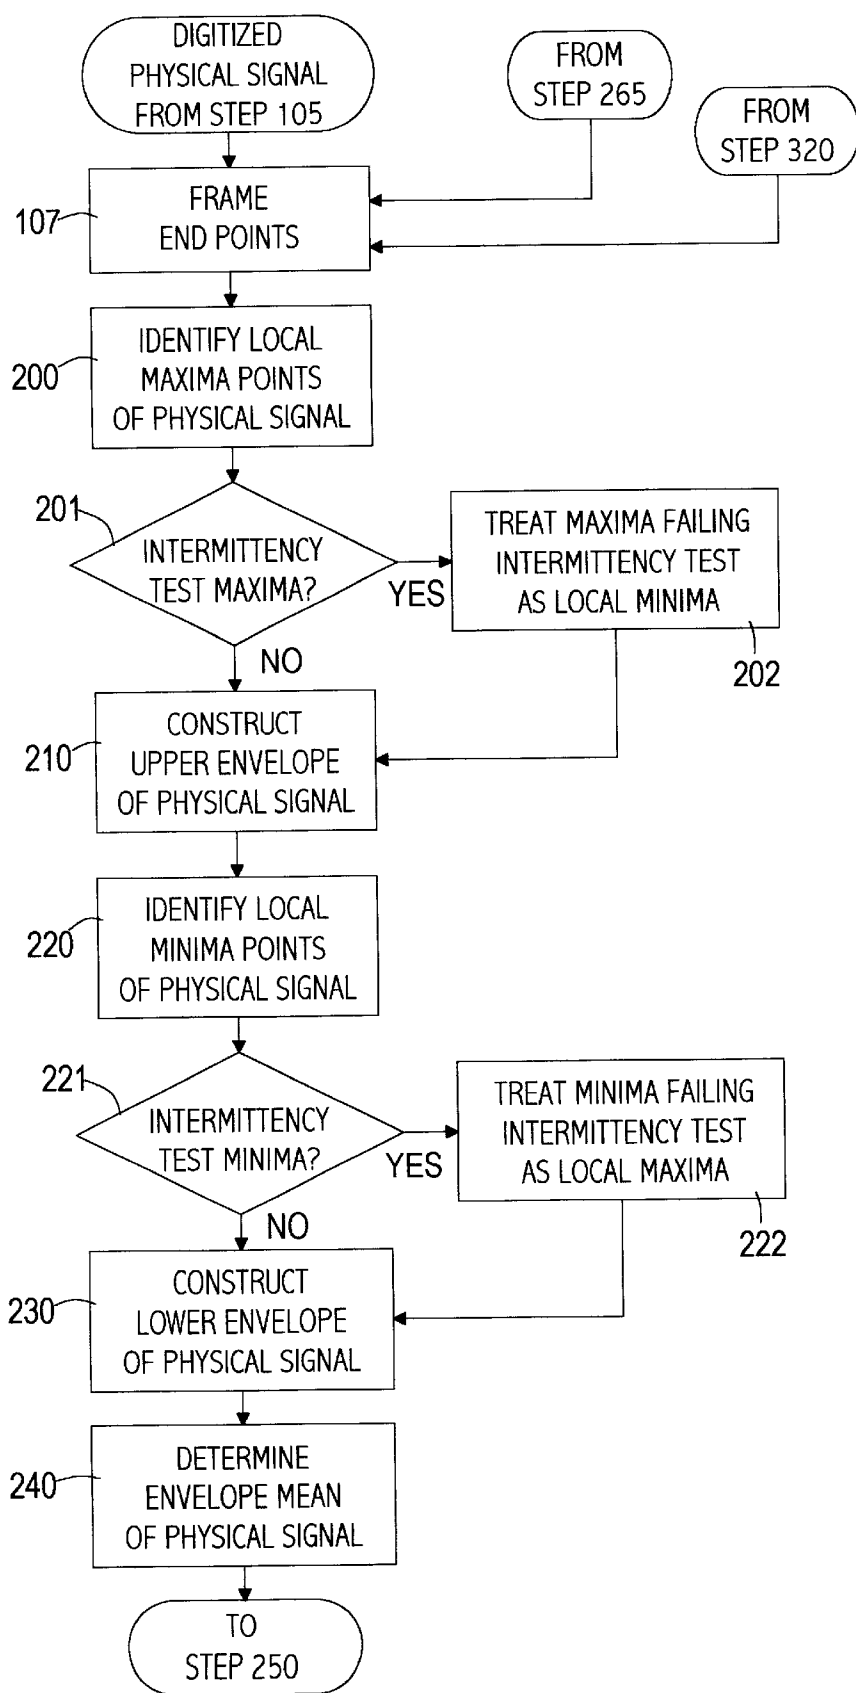 DIGITIZED
PHYSICAL SIGNAL
FROM STEP 105
FROM
STEP 265
FROM
STEP 320
107
FRAME
END POINTS
200
IDENTIFY LOCAL
MAXIMA POINTS
OF PHYSICAL SIGNAL
201
INTERMITTENCY
TEST MAXIMA?
YES
TREAT MAXIMA FAILING
INTERMITTENCY TEST
AS LOCAL MINIMA
202
NO
210
CONSTRUCT
UPPER ENVELOPE
OF PHYSICAL SIGNAL
220
IDENTIFY LOCAL
MINIMA POINTS
OF PHYSICAL SIGNAL
221
INTERMITTENCY
TEST MINIMA?
YES
TREAT MINIMA FAILING
INTERMITTENCY TEST
AS LOCAL MAXIMA
222
NO
230
CONSTRUCT
LOWER ENVELOPE
OF PHYSICAL SIGNAL
240
DETERMINE
ENVELOPE MEAN
OF PHYSICAL SIGNAL
TO
STEP 250